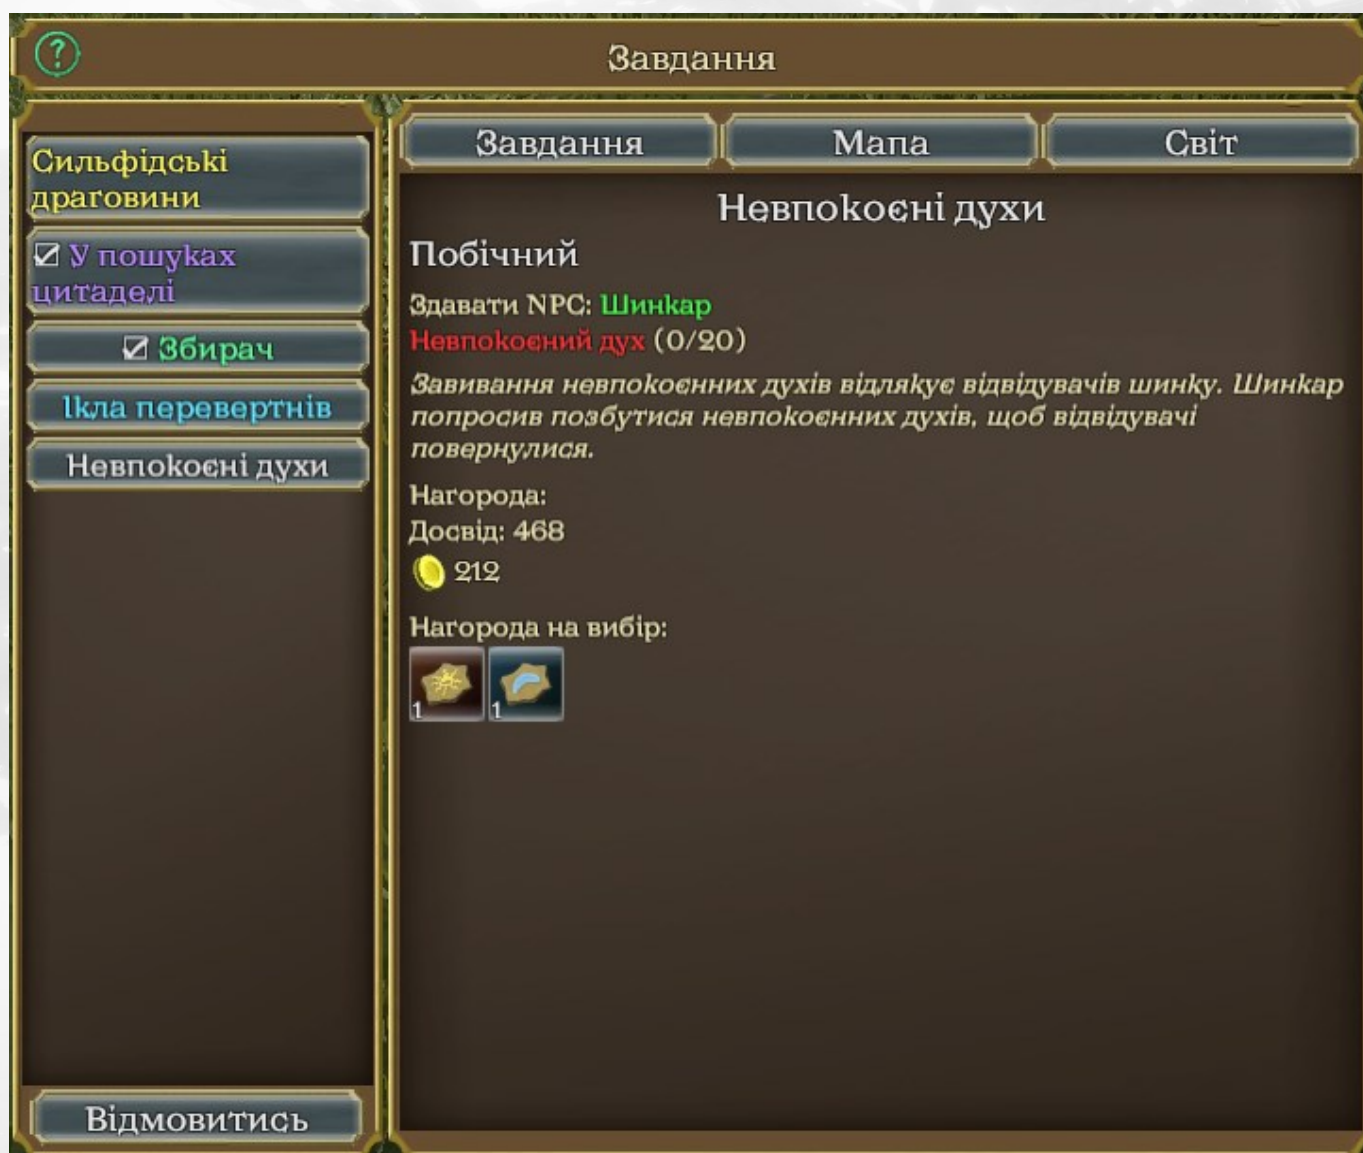 ?
Завдання
Сильфідські
драговини
У пошуках
цитаделі
Збирач
Ікла перевертнів
Невпокоєні духи
Відмовитись
Завдання
Мапа
Світ
Невпокоєні духи
Побічний
Здавати NPC: Шинкар
Невпокоєний дух (0/20)
Завивання невпокоєнних духів відлякує відвідувачів шинку. Шинкар
попросив позбутися невпокоєнних духів, щоб відвідувачі
повернулися.
Нагорода:
Досвід: 468
212
Нагорода на вибір:
1
1